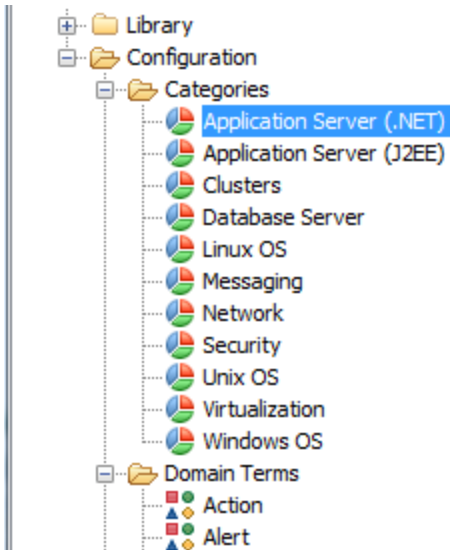 Library
Configuration
Categories
Application Server (.NET)
Application Server (J2EE)
Clusters
Database Server
Linux OS
Messaging
Network
Security
Unix OS
Virtualization
Windows OS
Domain Terms
Action
Alert